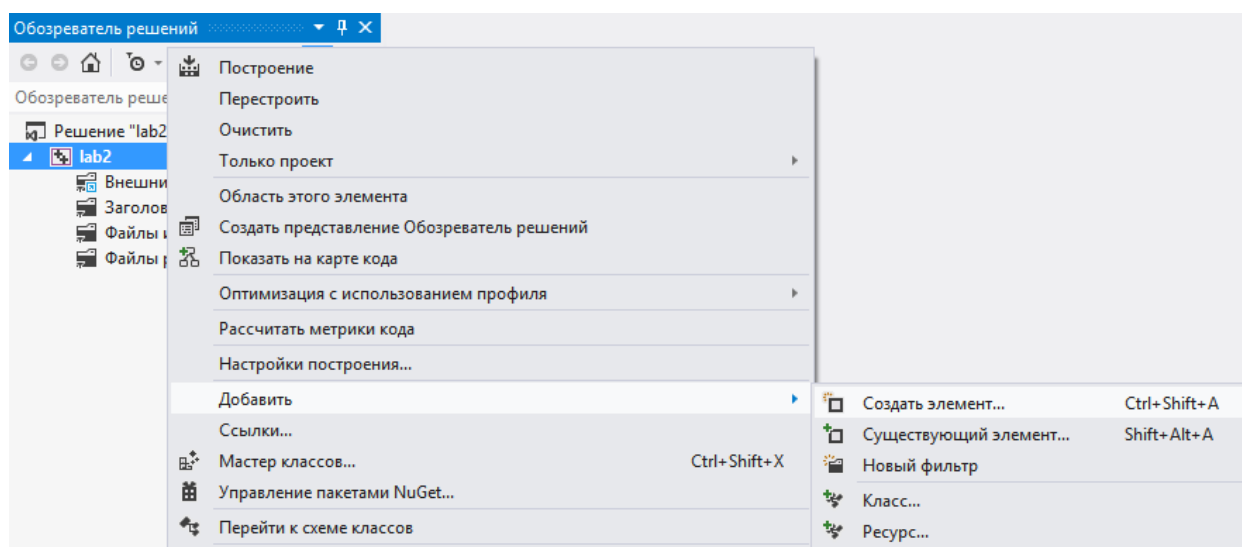 Обозреватель решений
Построение
Обозреватель реше
Перестроить
Решение "lab2
Очистить
lab2
Только проект
Внешни
Область этого элемента
Заголов
Создать представление Обозреватель решений
Файлы и
Показать на карте кода
Файлы р
Оптимизация с использованием профиля
Рассчитать метрики кода
Настройки построения...
Добавить
Создать элемент... Ctrl+Shift+A
Ссылки...
Существующий элемент... Shift+Alt+A
Мастер классов... Ctrl+Shift+X
Новый фильтр
Управление пакетами NuGet...
Класс...
Перейти к схеме классов
Ресурс...